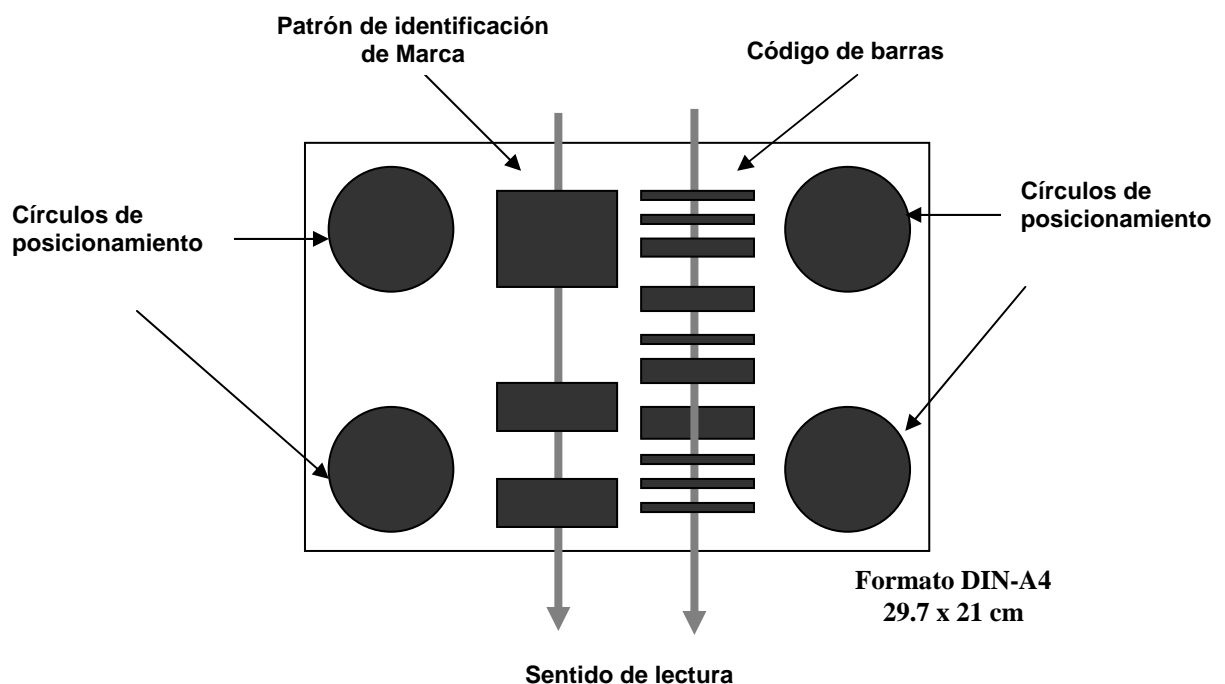 Patrón de identificación
de Marca
Código de barras
Círculos de
posicionamiento
Círculos de
posicionamiento
Formato DIN-A4
29.7 x 21 cm
Sentido de lectura